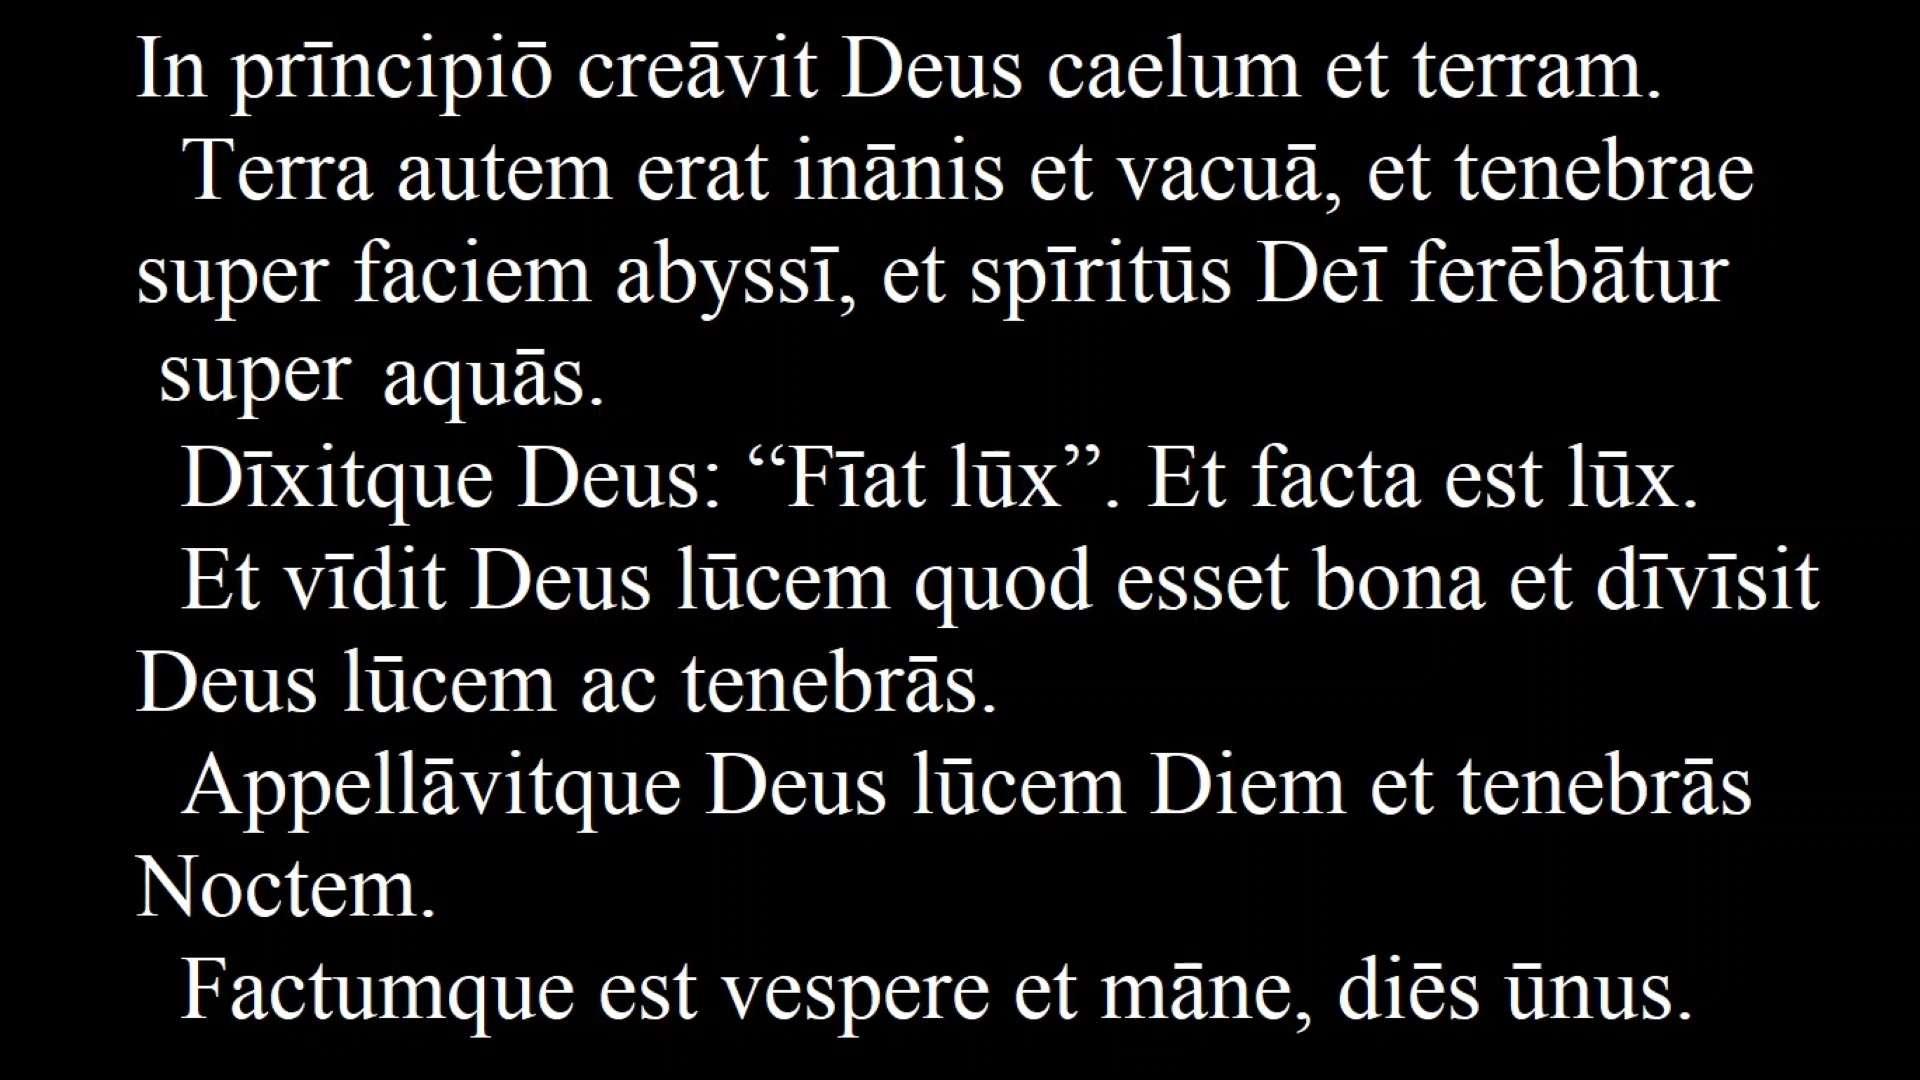 In prīncipiō creāvit Deus caelum et terram.
Terra autem erat inānis et vacuā, et tenebrae
super faciem abyssī, et spīritūs Deī ferēbātur
super aquās.
Dīxitque Deus: “Fīat lūx”. Et facta est lūx.
Et vīdit Deus lūcem quod esset bona et dīvīsit
Deus lūcem ac tenebrās.
Appellāvitque Deus lūcem Diem et tenebrās
Noctem.
Factumque est vespere et māne, diēs ūnus.